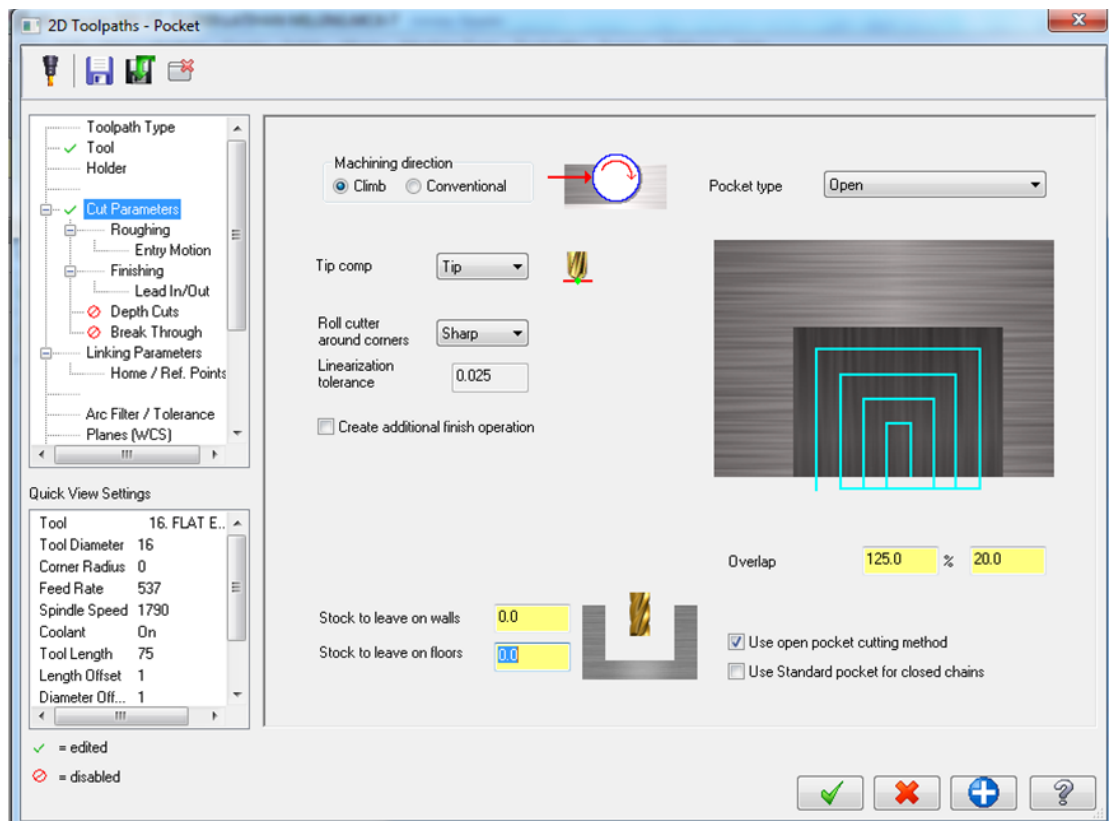 2D Toolpaths - Pocket
Toolpath Type
Tool
Holder
Cut Parameters
Roughing
Entry Motion
Finishing
Lead In/Out
Depth Cuts
Break Through
Linking Parameters
Home / Ref. Points
Arc Filter / Tolerance
Planes (WCS)
Quick View Settings
Tool 16. FLAT E..
Tool Diameter 16
Corner Radius 0
Feed Rate 537
Spindle Speed 1790
Coolant On
Tool Length 75
Length Offset 1
Diameter Off... 1
= edited
= disabled
Machining direction
Climb Conventional
Pocket type Open
Tip comp Tip
Roll cutter
around corners Sharp
Linearization
tolerance 0.025
Create additional finish operation
Stock to leave on walls 0.0
Stock to leave on floors 0.0
Overlap 125.0 % 20.0
Use open pocket cutting method
Use Standard pocket for closed chains